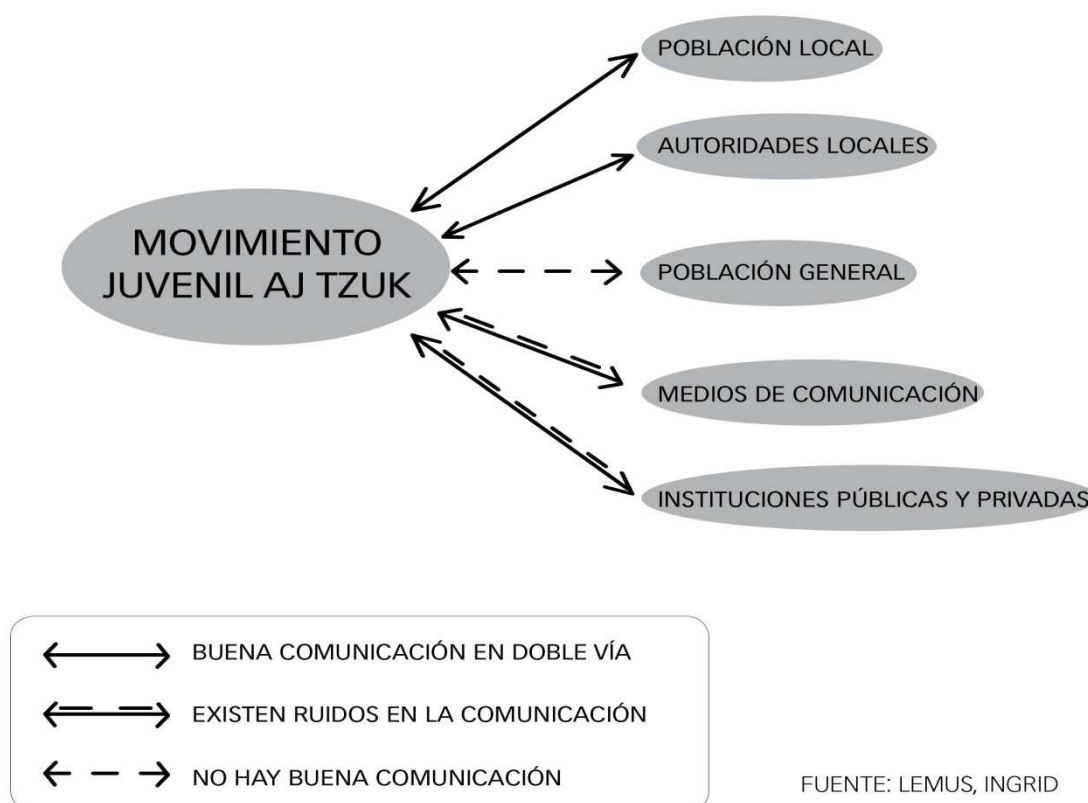 POBLACIÓN LOCAL
AUTORIDADES LOCALES
MOVIMIENTO
JUVENIL AJ TZUK
POBLACIÓN GENERAL
MEDIOS DE COMUNICACIÓN
INSTITUCIONES PÚBLICAS Y PRIVADAS
BUENA COMUNICACIÓN EN DOBLE VÍA
EXISTEN RUIDOS EN LA COMUNICACIÓN
NO HAY BUENA COMUNICACIÓN
FUENTE: LEMUS, INGRID